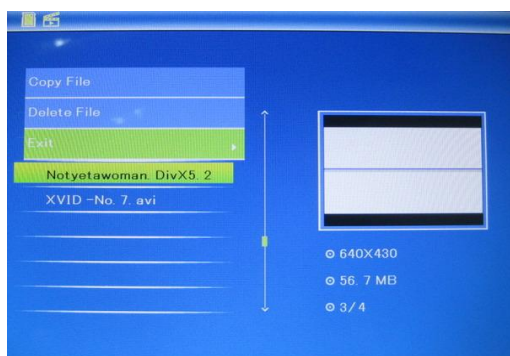 Copy File
Delete File
Exit
Notyetawoman. DivX5. 2
XVID -No. 7. avi
640X430
56. 7 MB
3/4